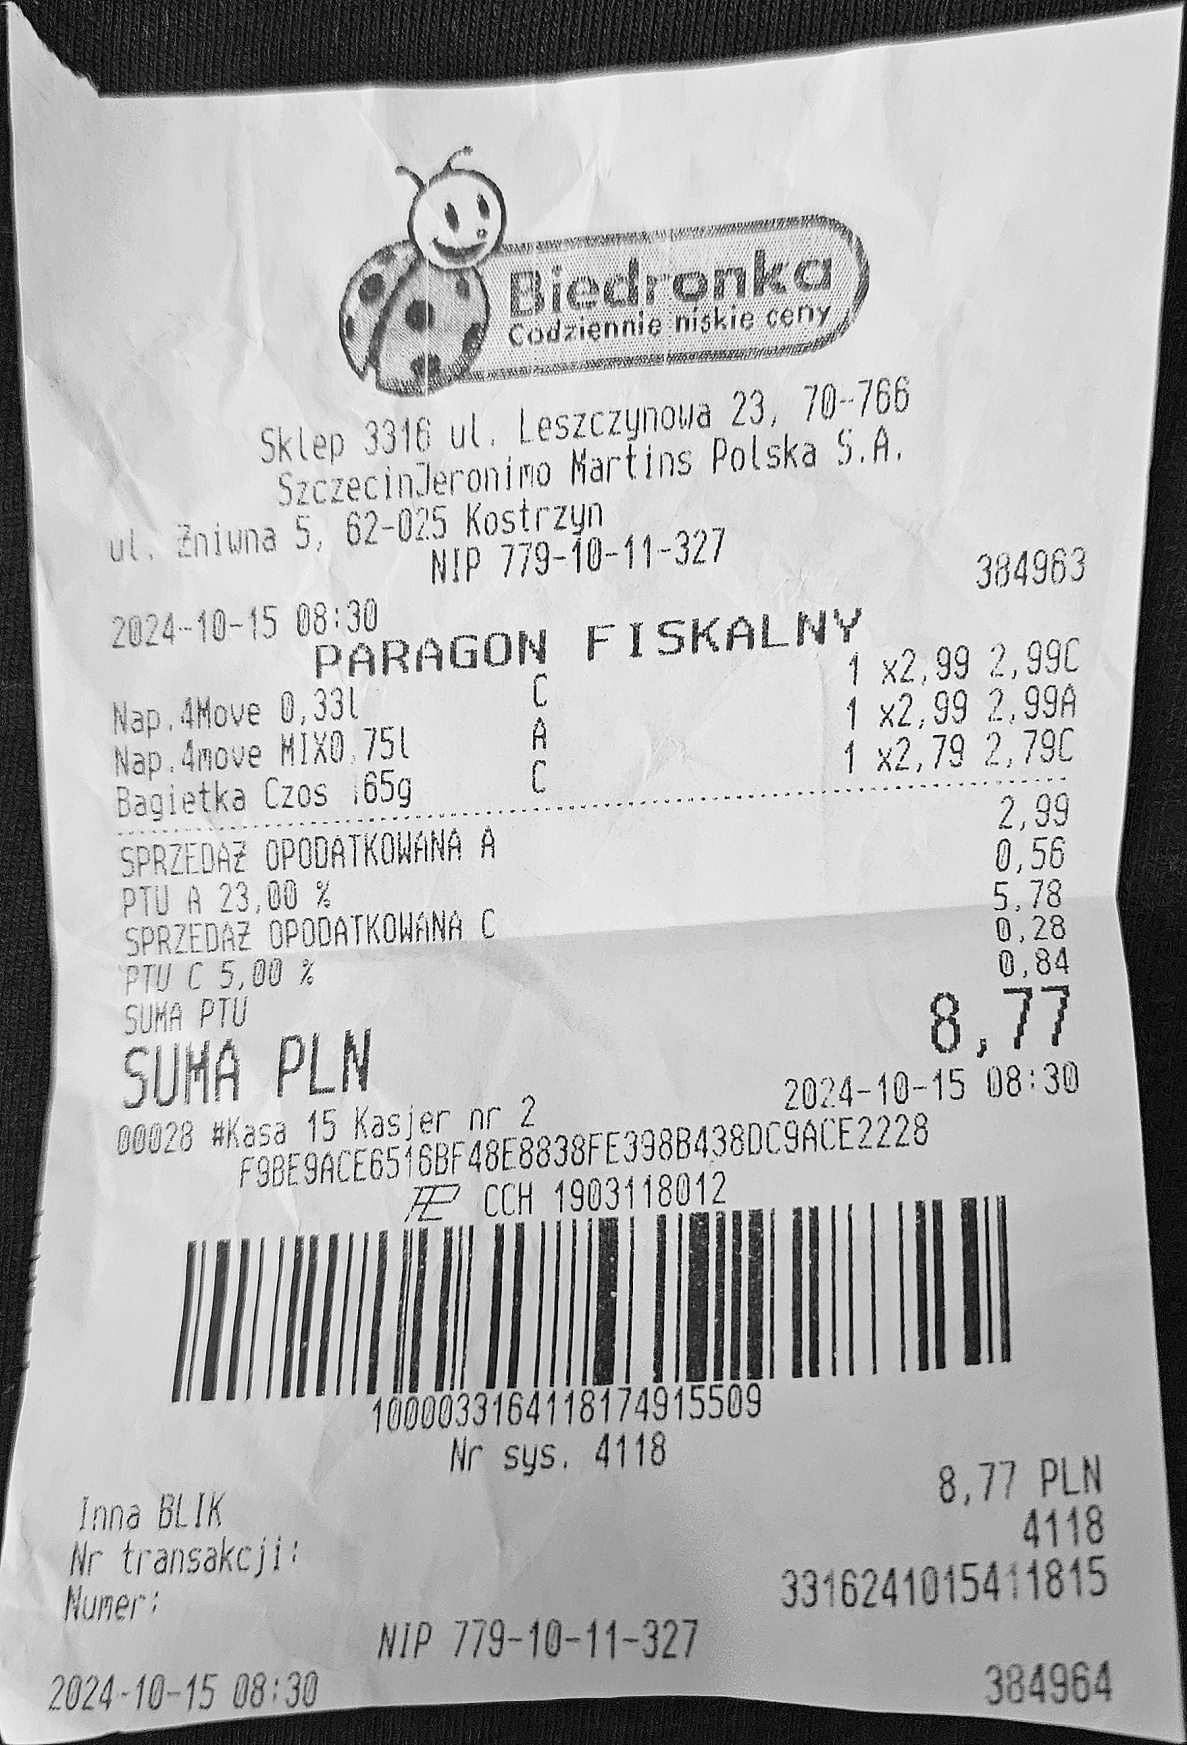 Biedronka
Codziennie niskie ceny
Sklep 3316 ul. Leszczynowa 23, 70-766
SzczecinJeronimo Martins Polska S.A.
ul. Żniwna 5, 62-025 Kostrzyn
NIP 779-10-11-327
2024-10-15 08:30 384963
PARAGON FISKALNY
Nap.4Move 0,33l C 1 x2,99 2,99C
Nap.4move MIX0.75l A 1 x2,99 2,99A
Bagietka Czos 165g C 1 x2,79 2,79C
SPRZEDAŻ OPODATKOWANA A 2,99
PTU A 23,00 % 0,56
SPRZEDAŻ OPODATKOWANA C 5,78
PTU C 5,00 % 0,28
SUMA PTU 0,84
SUMA PLN 8,77
00028 #Kasa 15 Kasjer nr 2 2024-10-15 08:30
F9BE9ACE6516BF48E8838FE398B438DC9ACE2228
CCH 1903118012
1000033164118174915509
Nr sys. 4118
Inna BLIK 8,77 PLN
Nr transakcji: 4118
Numer: 3316241015411815
NIP 779-10-11-327
2024-10-15 08:30 384964